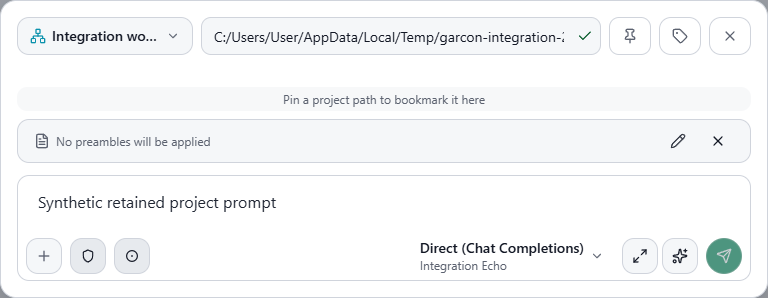 Integration wo...
C:/Users/User/AppData/Local/Temp/garcon-integration-
Pin a project path to bookmark it here
No preambles will be applied
Synthetic retained project prompt
Direct (Chat Completions)
Integration Echo